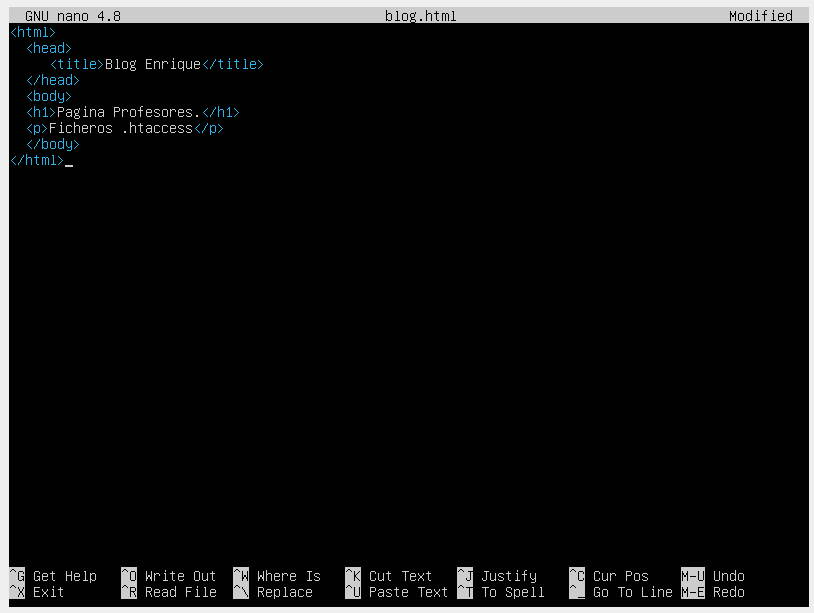 GNU nano 4.8 blog.html Modified
<html>
  <head>
     <title>Blog Enrique</title>
  </head>
  <body>
  <h1>Pagina Profesores.</h1>
  <p>Ficheros .htaccess</p>
  </body>
</html>_
^G Get Help ^O Write Out ^W Where Is ^K Cut Text ^J Justify ^C Cur Pos M-U Undo
^X Exit ^R Read File ^\ Replace ^U Paste Text ^T To Spell ^_ Go To Line M-E Redo